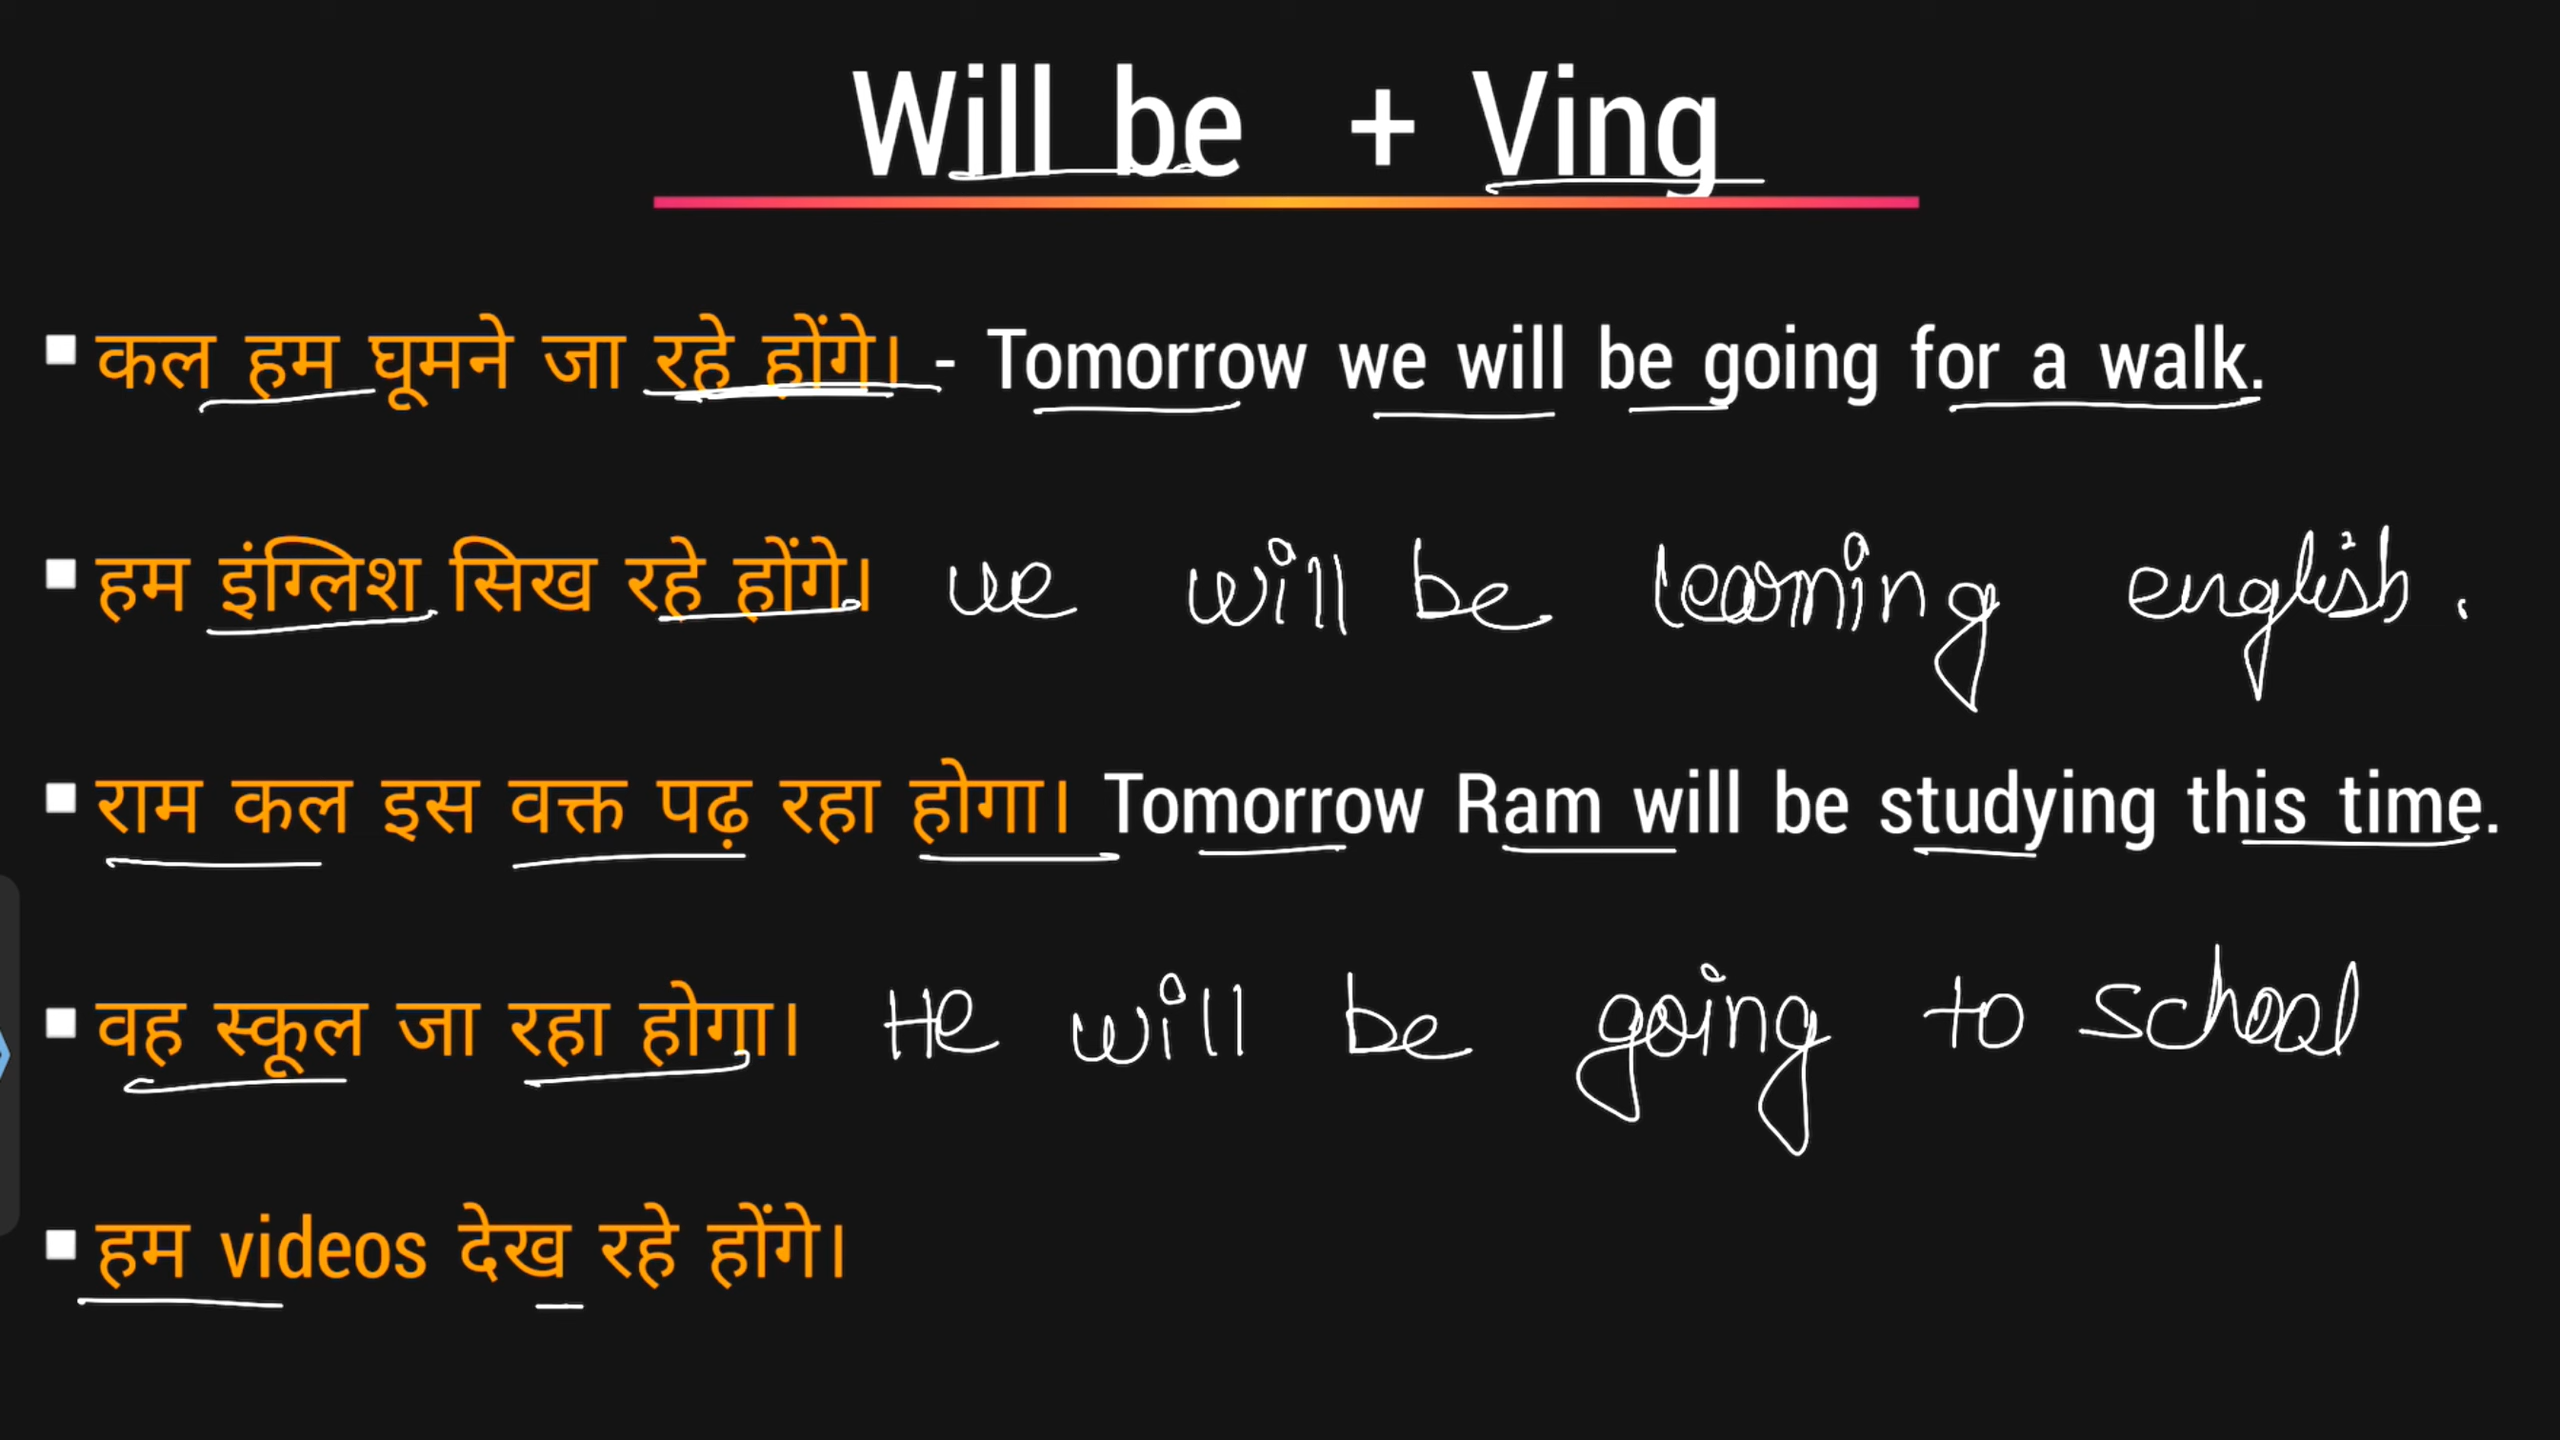 Will be + Ving
कल हम घूमने जा रहे होंगे। - Tomorrow we will be going for a walk.
हम इंग्लिश सिख रहे होंगे। we will be learning english.
राम कल इस वक्त पढ़ रहा होगा। Tomorrow Ram will be studying this time.
वह स्कूल जा रहा होगा। He will be going to school
हम videos देख रहे होंगे।